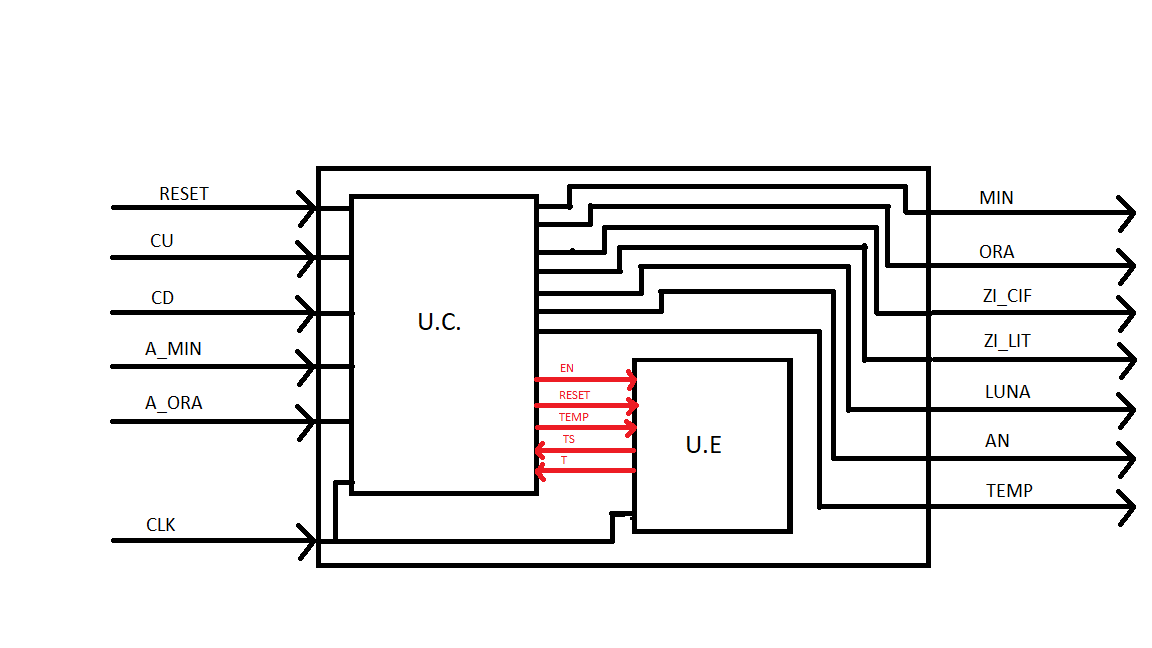 RESET
CU
CD
A_MIN
A_ORA
CLK
U.C.
EN
RESET
TEMP
TS
T
U.E
MIN
ORA
ZI_CIF
ZI_LIT
LUNA
AN
TEMP